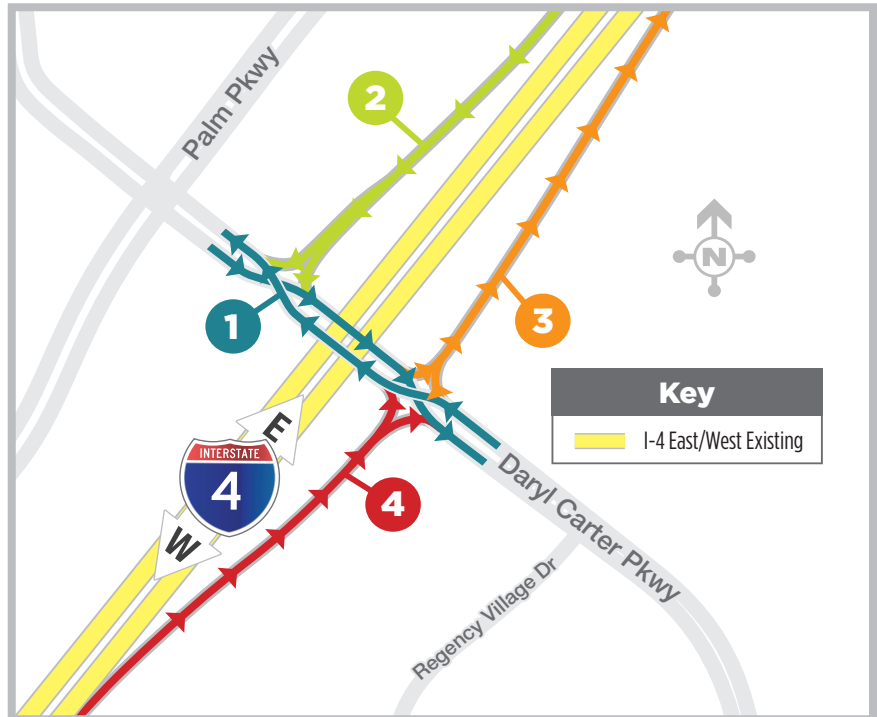 Palm Pkwy
2
N
1
3
Key
I-4 East/West Existing
E
INTERSTATE
4
W
4
Daryl Carter Pkwy
Regency Village Dr